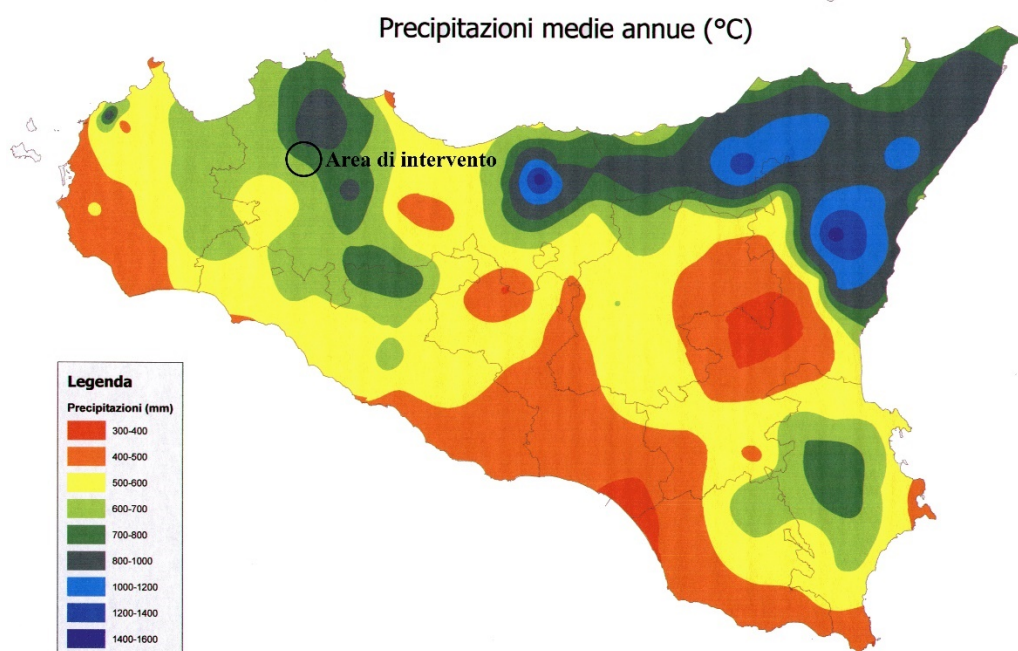 Precipitazioni medie annue (°C)
Area di intervento
Legenda
Precipitazioni (mm)
300-400
400-500
500-600
600-700
700-800
800-1000
1000-1200
1200-1400
1400-1600